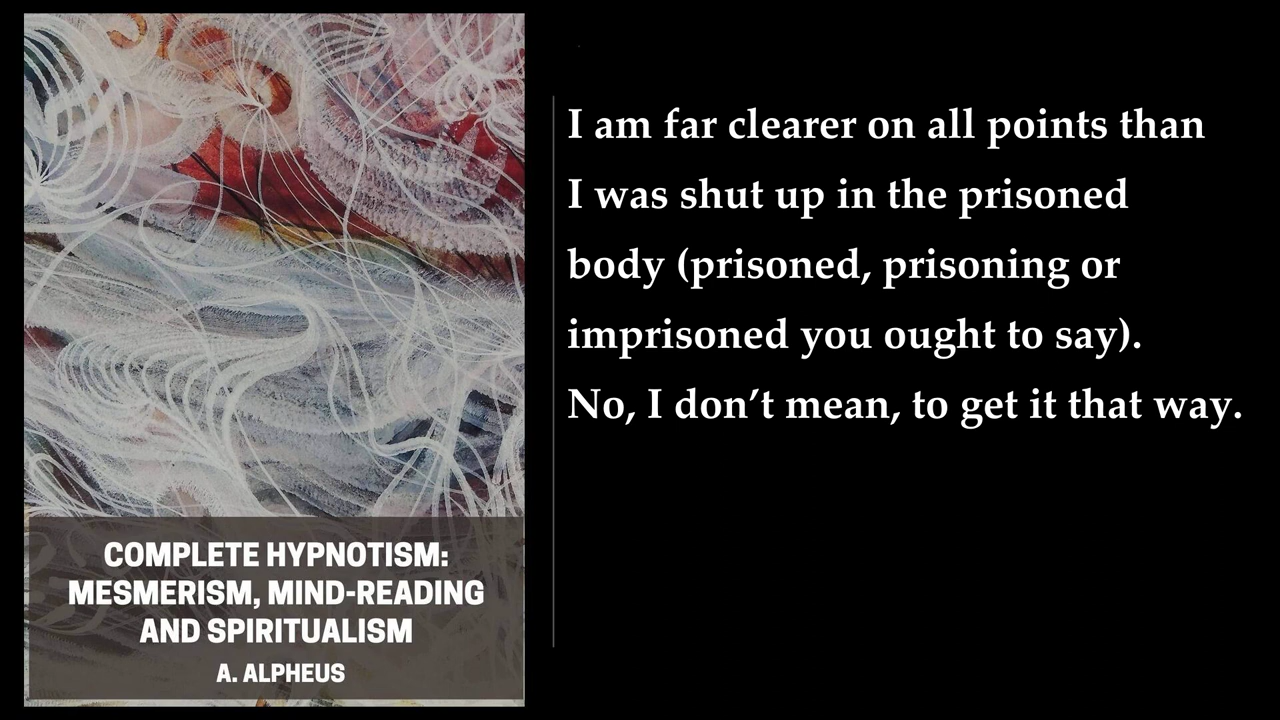 I am far clearer on all points than
I was shut up in the prisoned
body (prisoned, prisoning or
imprisoned you ought to say).
No, I don’t mean, to get it that way.
COMPLETE HYPNOTISM:
MESMERISM, MIND-READING
AND SPIRITUALISM
A. ALPHEUS